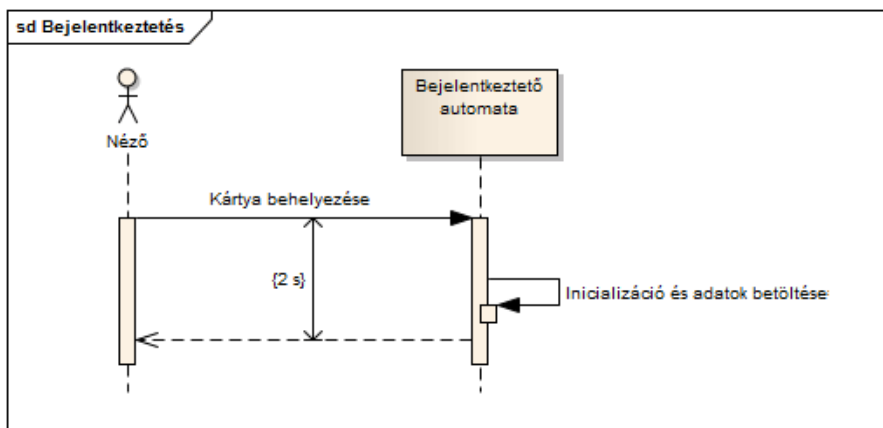 sd Bejelentkeztetés
Bejelentkeztető
automata
Néző
Kártya behelyezése
{2 s}
Inicializáció és adatok betöltése